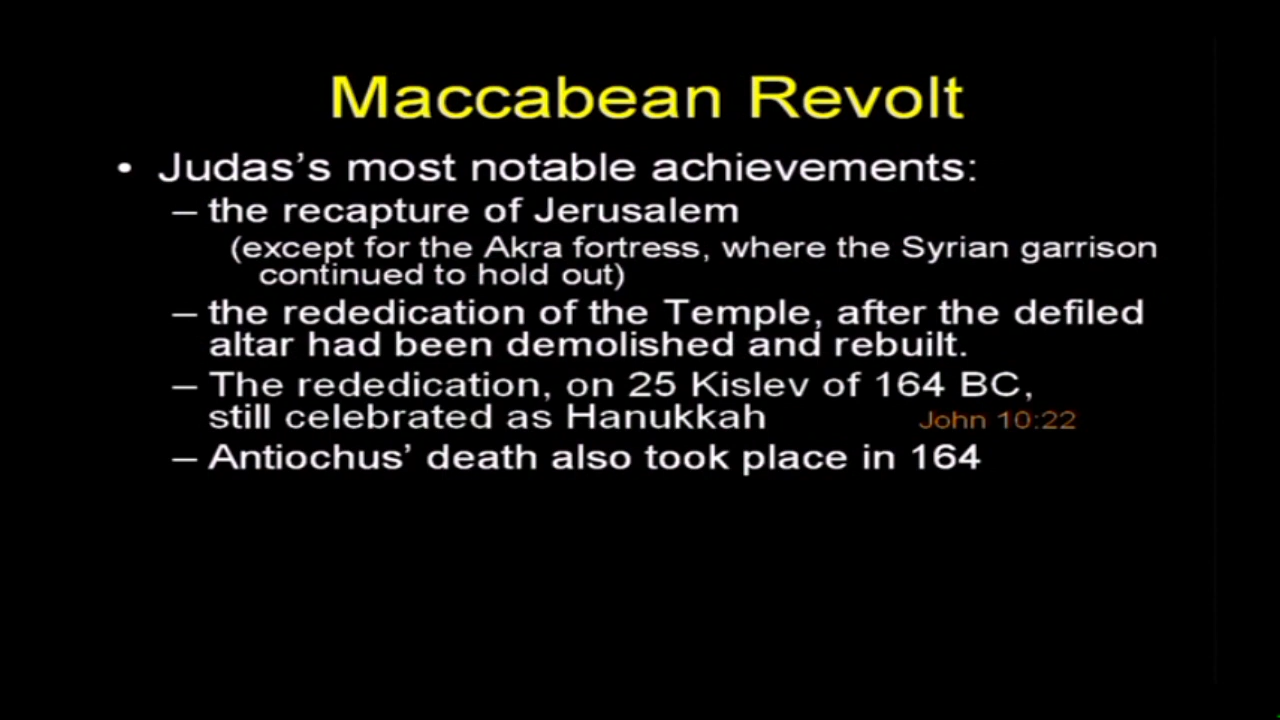 Maccabean Revolt
• Judas's most notable achievements:
– the recapture of Jerusalem
(except for the Akra fortress, where the Syrian garrison
continued to hold out)
– the rededication of the Temple, after the defiled
altar had been demolished and rebuilt.
– The rededication, on 25 Kislev of 164 BC,
still celebrated as Hanukkah John 10:22
– Antiochus' death also took place in 164